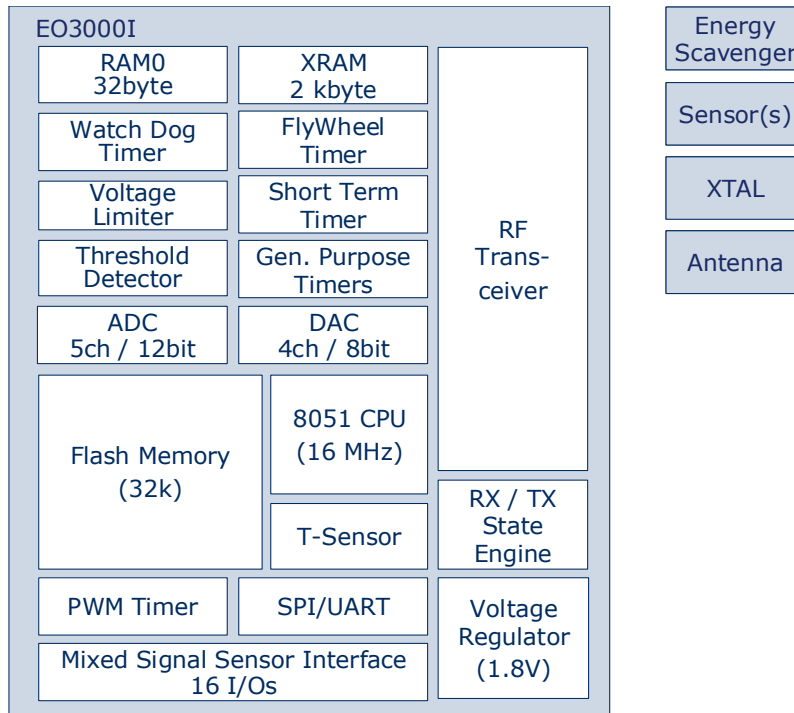 EO3000I
RAM0
32byte
XRAM
2 kbyte
Watch Dog
Timer
FlyWheel
Timer
Voltage
Limiter
Short Term
Timer
Threshold
Detector
Gen. Purpose
Timers
ADC
5ch / 12bit
DAC
4ch / 8bit
RF
Trans-
ceiver
Flash Memory
(32k)
8051 CPU
(16 MHz)
T-Sensor
RX / TX
State
Engine
PWM Timer
SPI/UART
Voltage
Regulator
(1.8V)
Mixed Signal Sensor Interface
16 I/Os
Energy
Scavenger
Sensor(s)
XTAL
Antenna